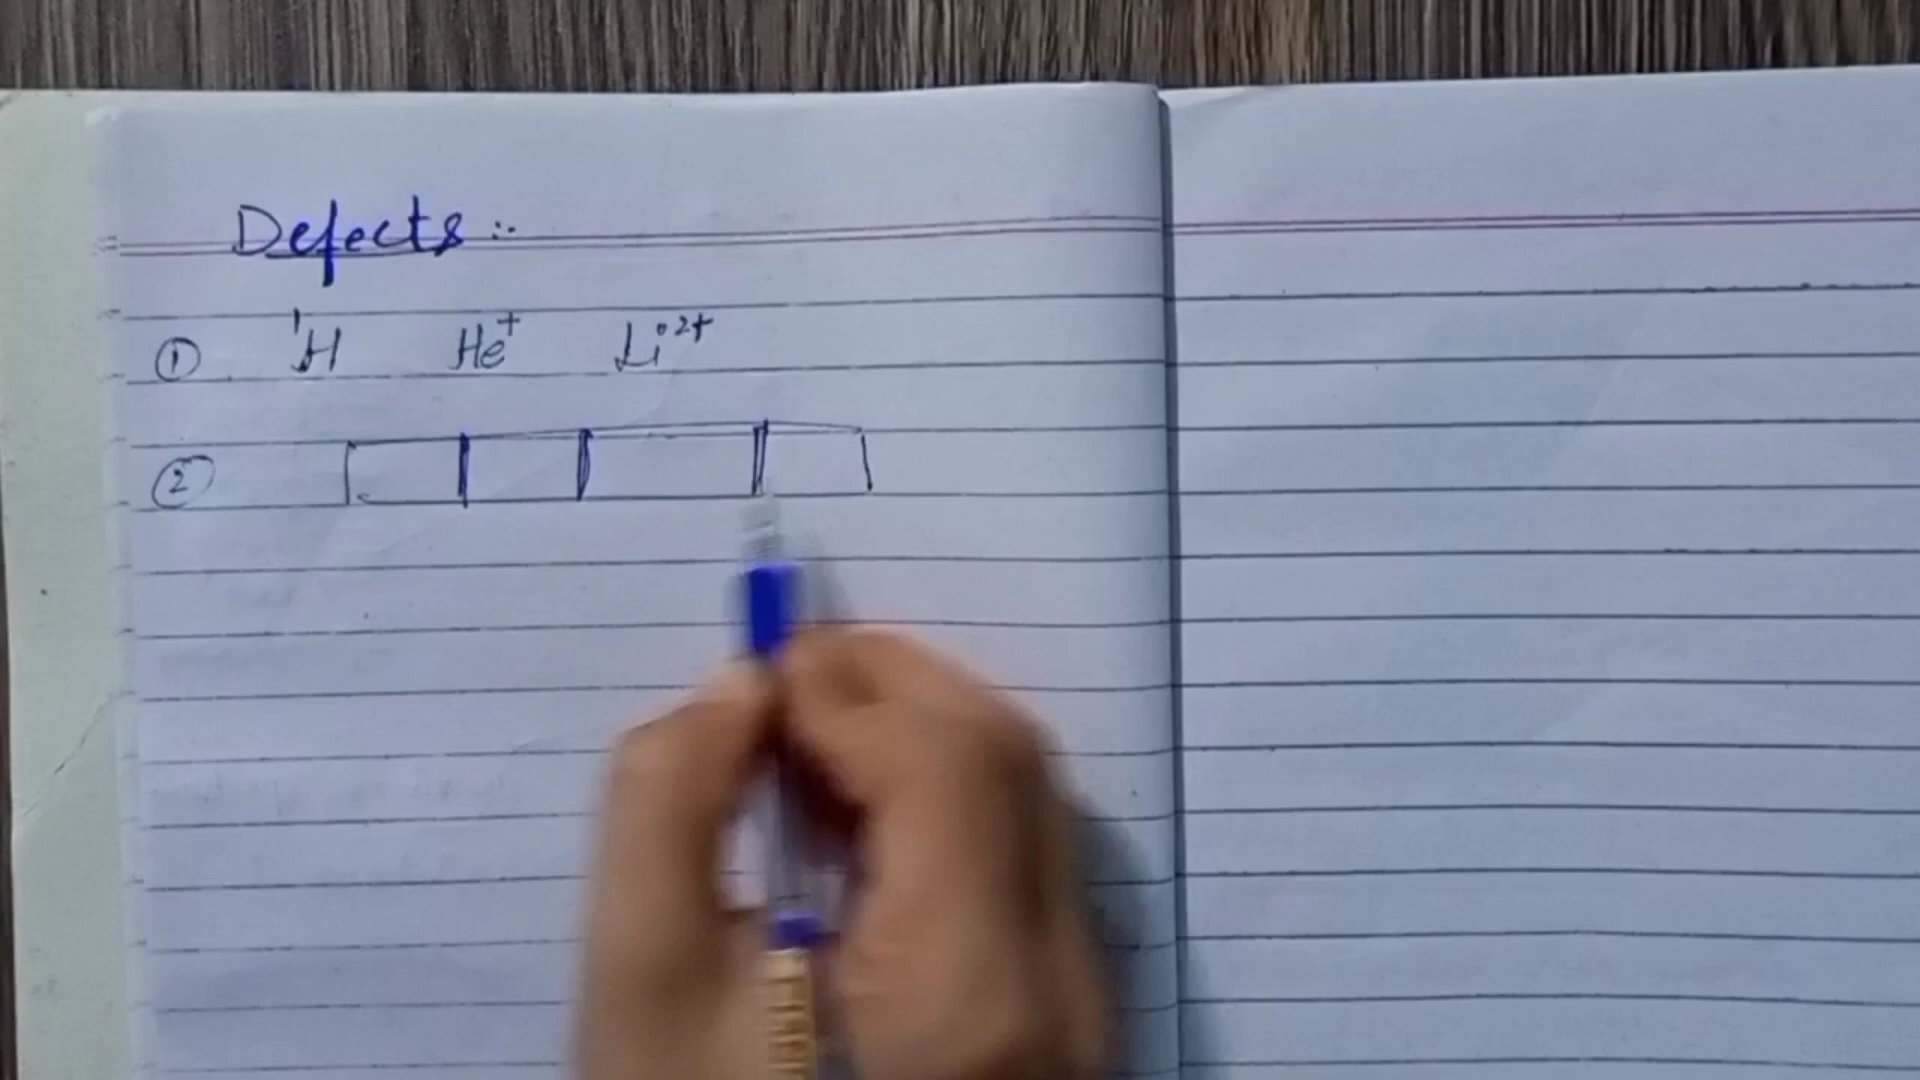 Defects :-
① ¹H He⁺ Li²⁺
②